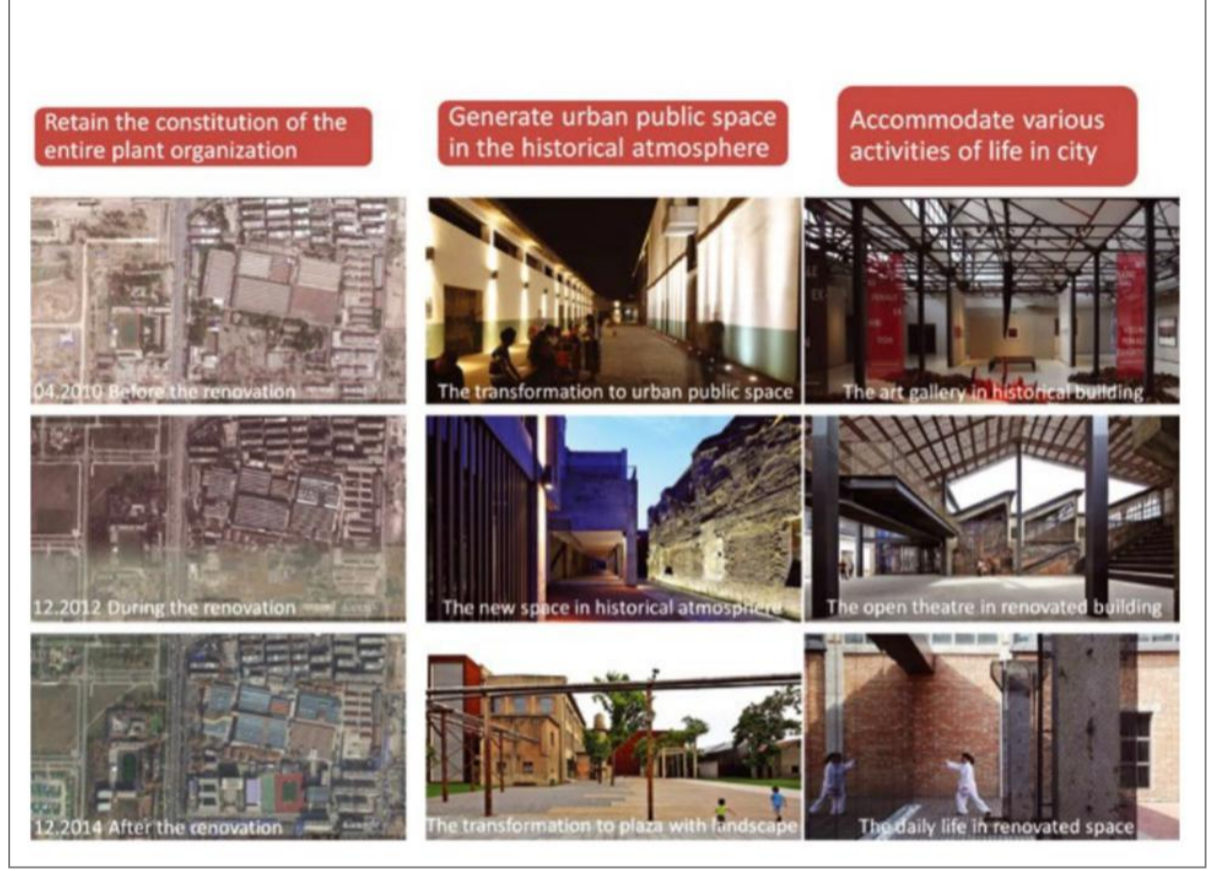 Retain the constitution of the
entire plant organization
Generate urban public space
in the historical atmosphere
Accommodate various
activities of life in city
04.2010 Before the renovation
The transformation to urban public space
The art gallery in historical building
12.2012 During the renovation
The new space in historical atmosphere
The open theatre in renovated building
12.2014 After the renovation
The transformation to plaza with landscape
The daily life in renovated space